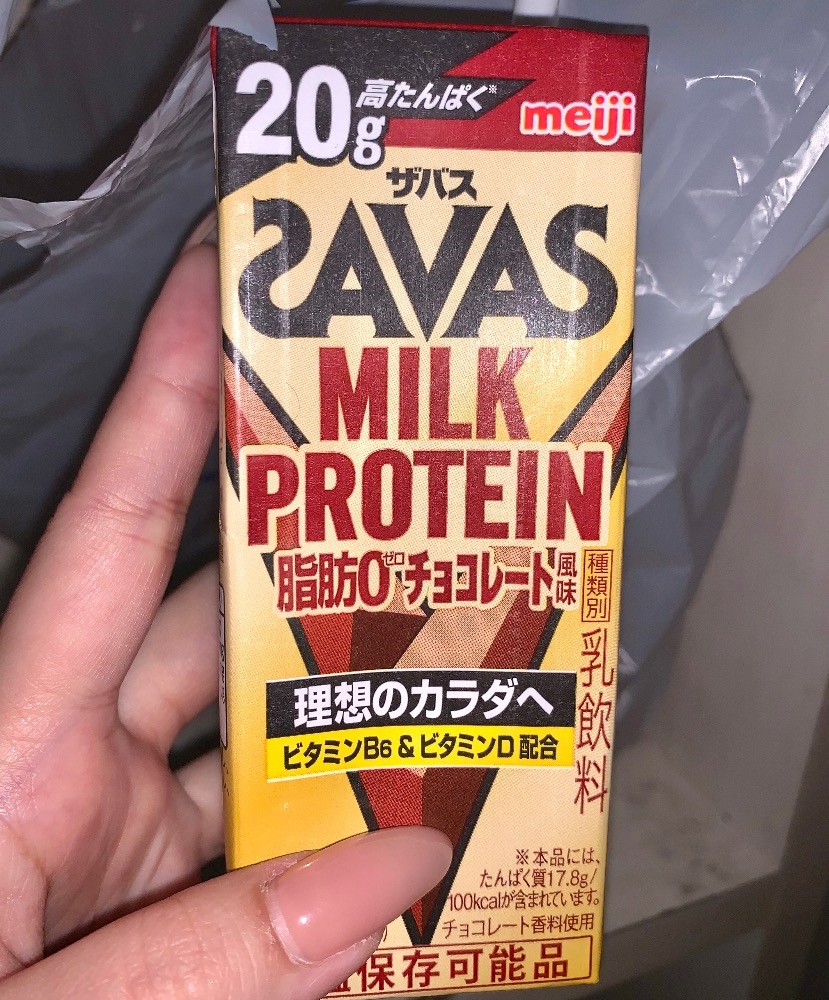 20g
高たんぱく※
meiji
ザバス
SAVAS
MILK
PROTEIN
脂肪0ゼロチョコレート風味
種類別
乳飲料
理想のカラダへ
ビタミンB6&ビタミンD配合
※本品には、
たんぱく質17.8g/
100kcalが含まれています。
チョコレート香料使用
保存可能品